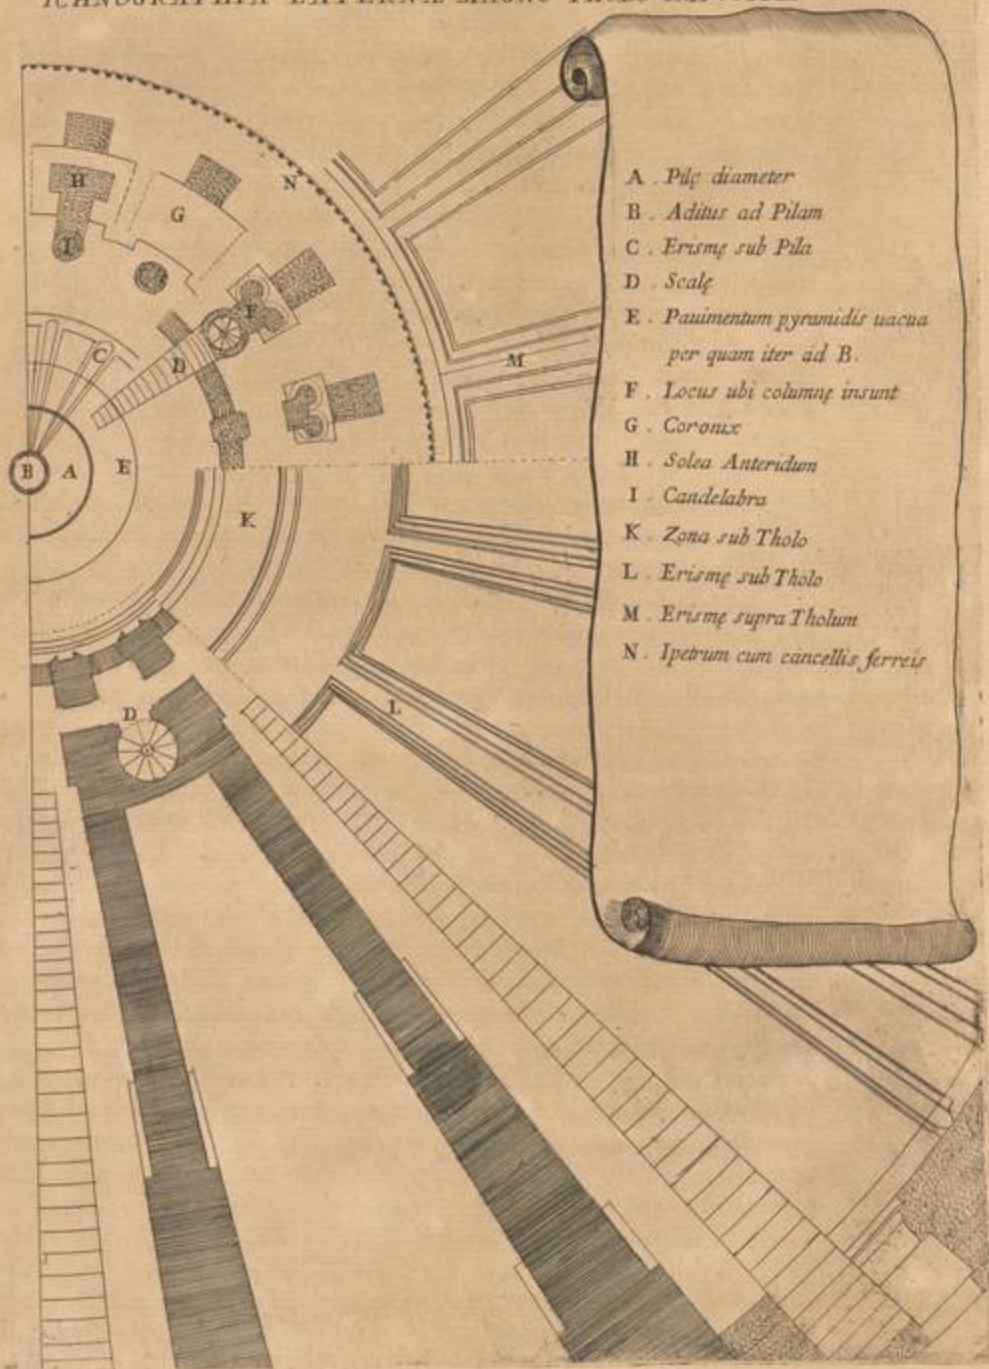 A . Pilę diameter
B . Aditus ad Pilam
C . Erismę sub Pila
D . Scalę
E . Pauimentum pyramidis uacua
per quam iter ad B.
F . Locus ubi columnę insunt
G . Coronix
H . Solea Anteridum
I . Candelabra
K . Zona sub Tholo
L . Erismę sub Tholo
M . Erismę supra Tholum
N . Ipetrum cum cancellis ferreis
H
N
G
I
F
C
D
M
B A E
K
L
D